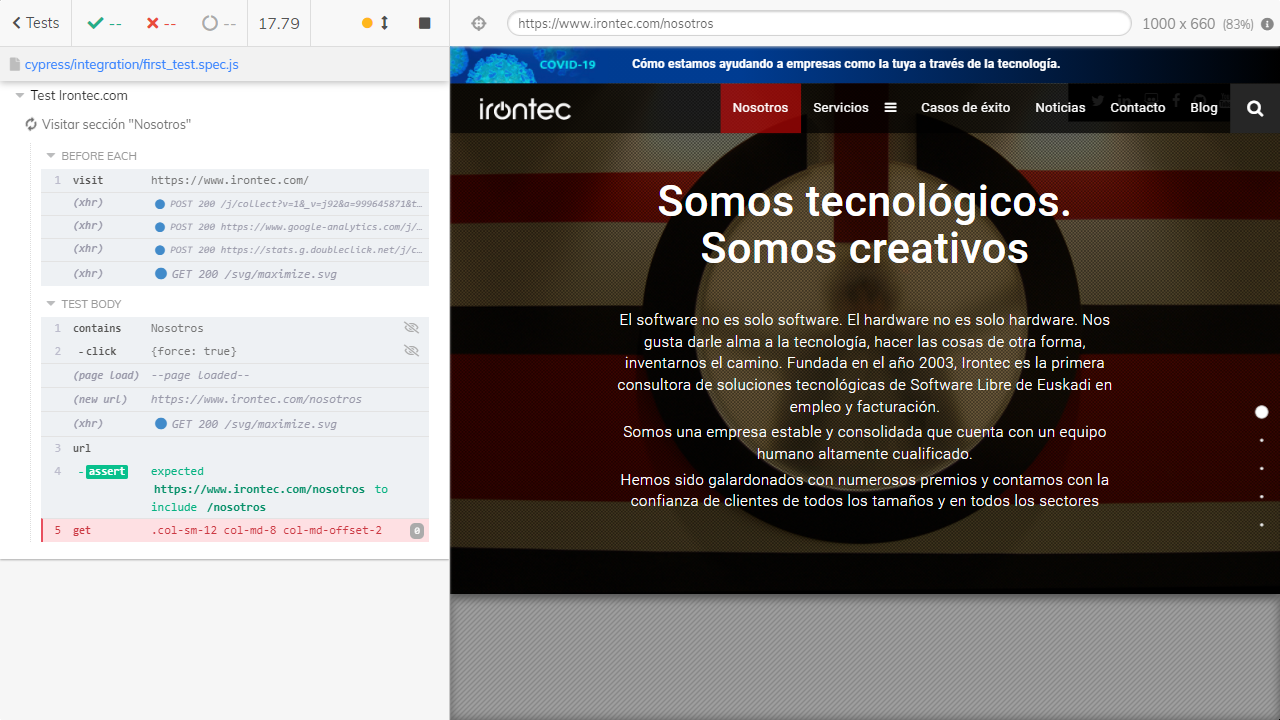 Tests
--
--
--
17.79
https://www.irontec.com/nosotros
1000 x 660 (83%)
cypress/integration/first_test.spec.js
Test Irontec.com
Visitar sección "Nosotros"
BEFORE EACH
1 visit https://www.irontec.com/
(xhr) POST 200 /j/collect?v=1&_v=j92&a=999645871&t…
(xhr) POST 200 https://www.google-analytics.com/j/…
(xhr) POST 200 https://stats.g.doubleclick.net/j/c…
(xhr) GET 200 /svg/maximize.svg
TEST BODY
1 contains Nosotros
2 -click {force: true}
(page load) --page loaded--
(new url) https://www.irontec.com/nosotros
(xhr) GET 200 /svg/maximize.svg
3 url
4 -assert expected
https://www.irontec.com/nosotros to
include /nosotros
5 get .col-sm-12 col-md-8 col-md-offset-2 0
COVID-19 Cómo estamos ayudando a empresas como la tuya a través de la tecnología.
irontec
Nosotros Servicios Casos de éxito Noticias Contacto Blog
Somos tecnológicos.
Somos creativos
El software no es solo software. El hardware no es solo hardware. Nos
gusta darle alma a la tecnología, hacer las cosas de otra forma,
inventarnos el camino. Fundada en el año 2003, Irontec es la primera
consultora de soluciones tecnológicas de Software Libre de Euskadi en
empleo y facturación.
Somos una empresa estable y consolidada que cuenta con un equipo
humano altamente cualificado.
Hemos sido galardonados con numerosos premios y contamos con la
confianza de clientes de todos los tamaños y en todos los sectores